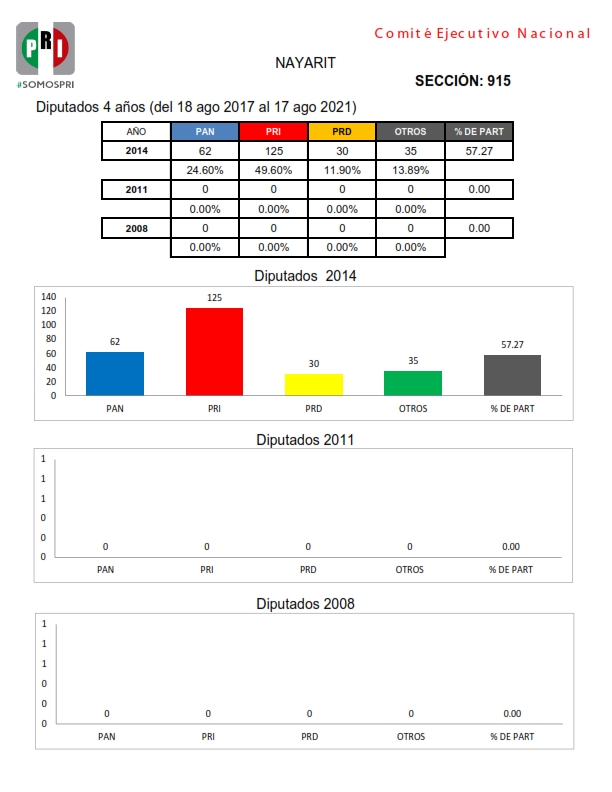 Comité Ejecutivo Nacional
PRI
#SOMOSPRI
NAYARIT
SECCIÓN: 915
Diputados 4 años (del 18 ago 2017 al 17 ago 2021)
AÑO PAN PRI PRD OTROS % DE PART
2014 62 125 30 35 57.27
24.60% 49.60% 11.90% 13.89%
2011 0 0 0 0 0.00
0.00% 0.00% 0.00% 0.00%
2008 0 0 0 0 0.00
0.00% 0.00% 0.00% 0.00%
Diputados 2014
140
120
100
80
60
40
20
0
62 125 30 35 57.27
PAN PRI PRD OTROS % DE PART
Diputados 2011
1
1
1
0
0
0
0 0 0 0 0.00
PAN PRI PRD OTROS % DE PART
Diputados 2008
1
1
1
0
0
0
0 0 0 0 0.00
PAN PRI PRD OTROS % DE PART